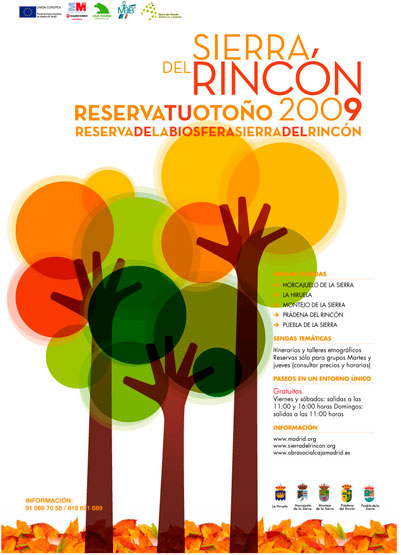 UNIÓN EUROPEA
SIERRA
DEL RINCÓN
RESERVATUOTOÑO 2009
RESERVADELABIOSFERASIERRADELRINCÓN
HORCAJUELO DE LA SIERRA
LA HIRUELA
MONTEJO DE LA SIERRA
PRÁDENA DEL RINCÓN
PUEBLA DE LA SIERRA
SENDAS TEMÁTICAS
Itinerarios y talleres etnográficos
Reservas sólo para grupos Martes y
jueves (consultar precios y horarios)
PASEOS EN UN ENTORNO ÚNICO
Gratuitos
Viernes y sábados: salidas a las
11:00 y 16:00 horas Domingos:
salidas a las 11:00 horas
INFORMACIÓN
www.madrid.org
www.sierradelrincon.org
www.obrasocialcajamadrid.es
La Hiruela
Horcajuelo de la Sierra
Montejo de la Sierra
Prádena del Rincón
Puebla de la Sierra
INFORMACIÓN: